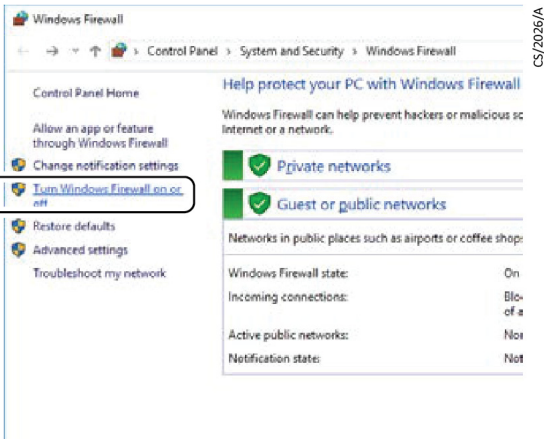 Windows Firewall
Control Panel > System and Security > Windows Firewall
CS/2026/A
Control Panel Home
Allow an app or feature
through Windows Firewall
Change notification settings
Turn Windows Firewall on or
off
Restore defaults
Advanced settings
Troubleshoot my network
Help protect your PC with Windows Firewall
Windows Firewall can help prevent hackers or malicious so
Internet or a network.
Private networks
Guest or public networks
Networks in public places such as airports or coffee shop
Windows Firewall state: On
Incoming connections: Blo
of a
Active public networks: No
Notification state: Not